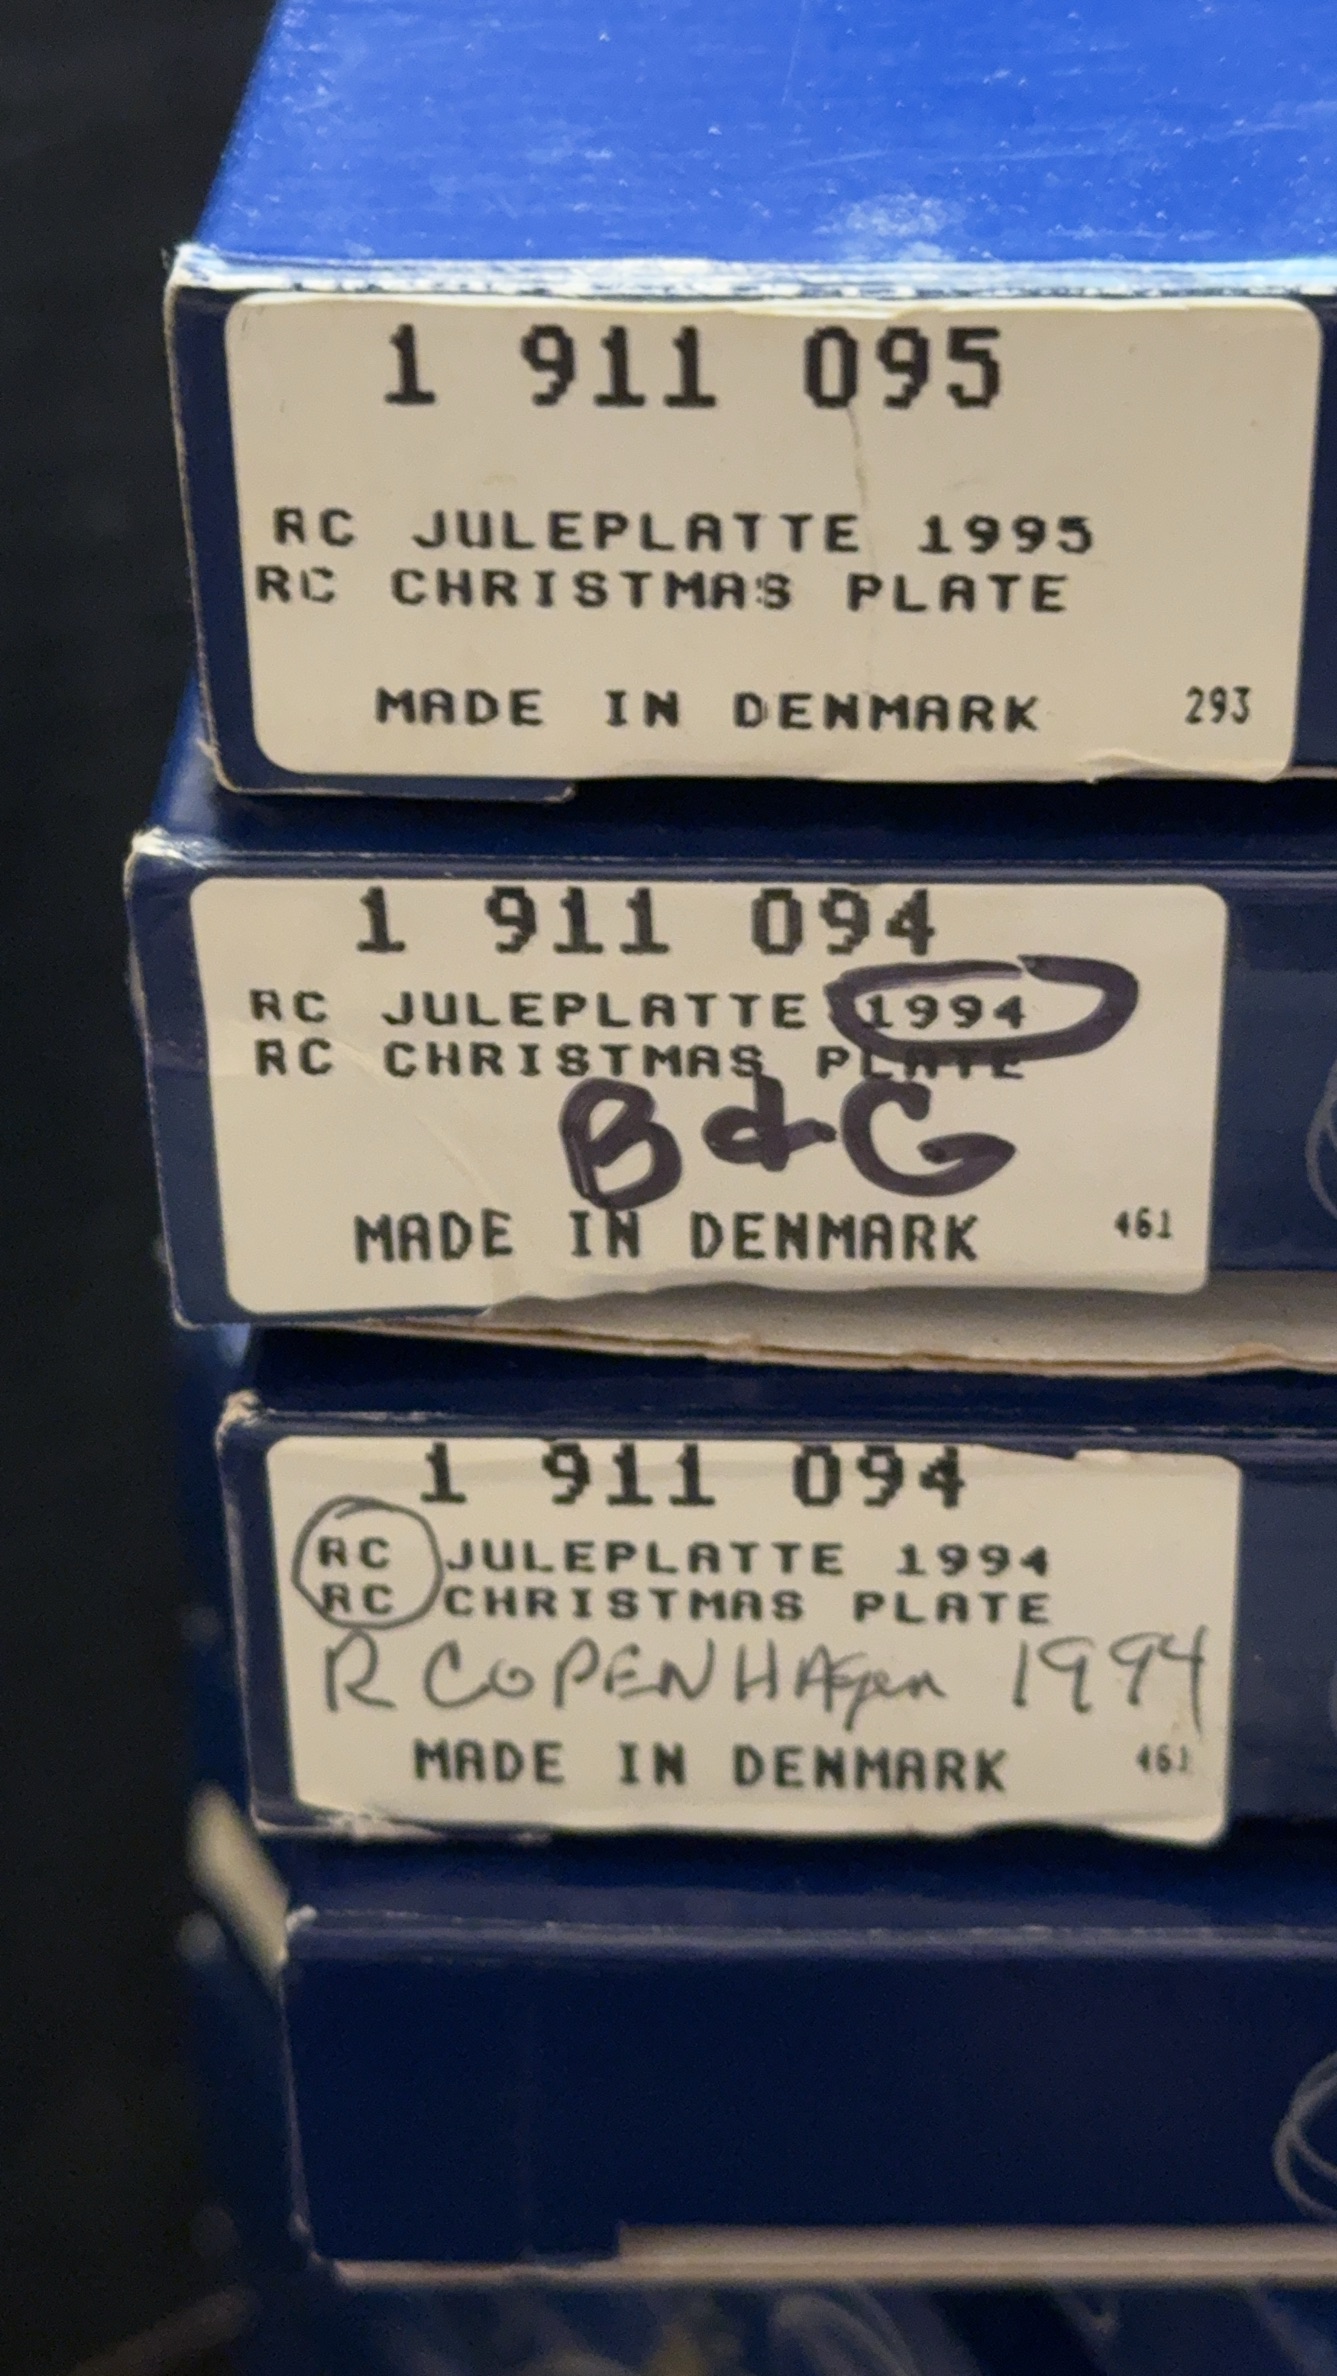 1 911 095
RC JULEPLATTE 1995
RC CHRISTMAS PLATE
MADE IN DENMARK 293
1 911 094
RC JULEPLATTE 1994
RC CHRISTMAS PLATE
B & G
MADE IN DENMARK 461
1 911 094
RC JULEPLATTE 1994
RC CHRISTMAS PLATE
R COPENHAgen 1994
MADE IN DENMARK 461